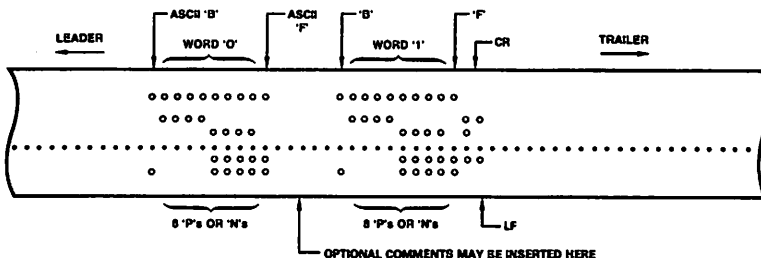 ASCII 'B' ASCII 'F' 'B' 'F'
LEADER WORD '0' WORD '1' CR TRAILER
8 'P's OR 'N's 8 'P's OR 'N's LF
OPTIONAL COMMENTS MAY BE INSERTED HERE